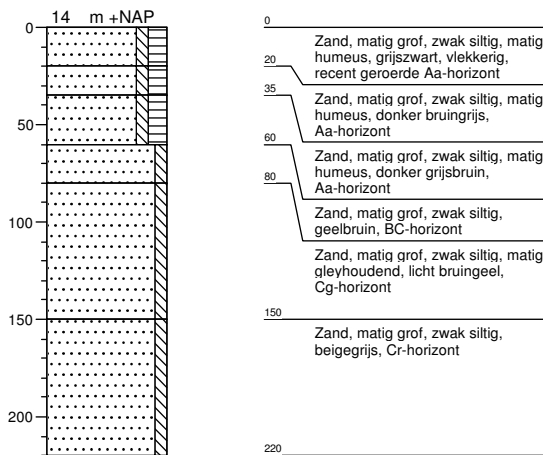 14 m +NAP
0
50
100
150
200
0
Zand, matig grof, zwak siltig, matig
humeus, grijszwart, vlekkerig,
recent geroerde Aa-horizont
20
Zand, matig grof, zwak siltig, matig
humeus, donker bruingrijs,
Aa-horizont
35
Zand, matig grof, zwak siltig, matig
humeus, donker grijsbruin,
Aa-horizont
60
Zand, matig grof, zwak siltig,
geelbruin, BC-horizont
80
Zand, matig grof, zwak siltig, matig
gleyhoudend, licht bruingeel,
Cg-horizont
150
Zand, matig grof, zwak siltig,
beigegrijs, Cr-horizont
220